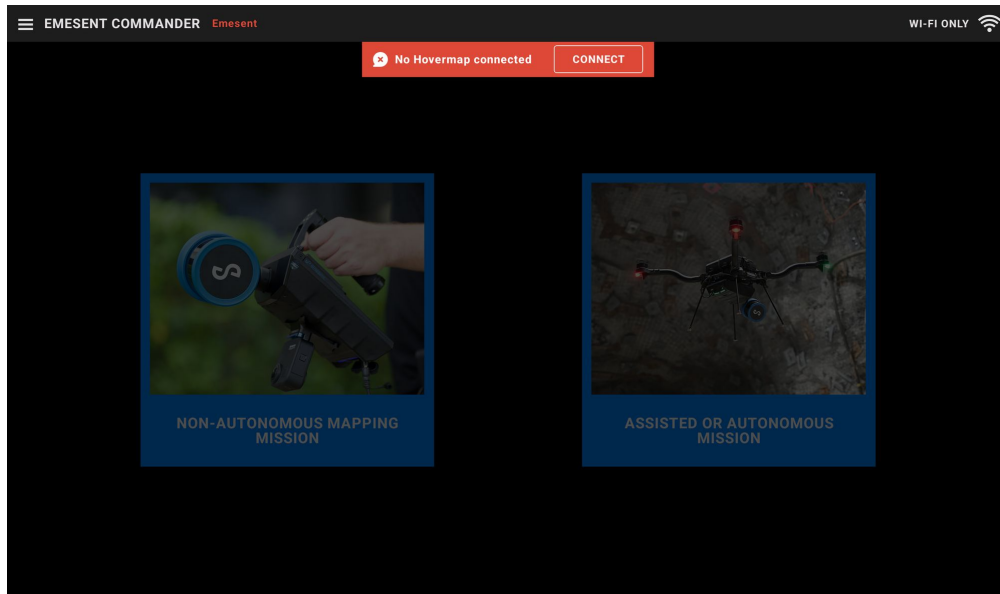 EMESENT COMMANDER Emesent
WI-FI ONLY
No Hovermap connected
CONNECT
NON-AUTONOMOUS MAPPING
MISSION
ASSISTED OR AUTONOMOUS
MISSION